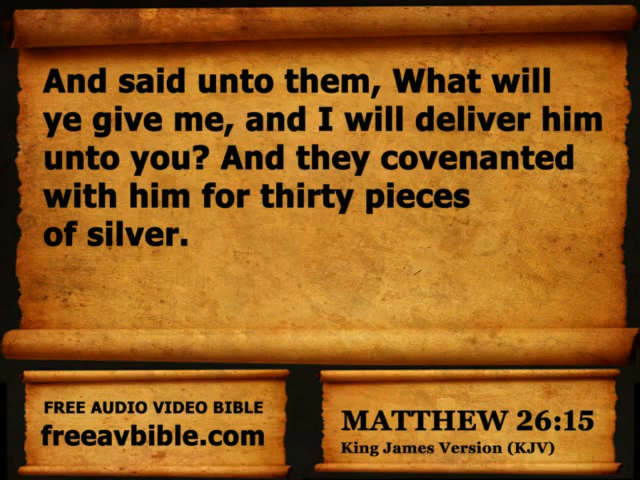 And said unto them, What will
ye give me, and I will deliver him
unto you? And they covenanted
with him for thirty pieces
of silver.
FREE AUDIO VIDEO BIBLE
freeavbible.com
MATTHEW 26:15
King James Version (KJV)